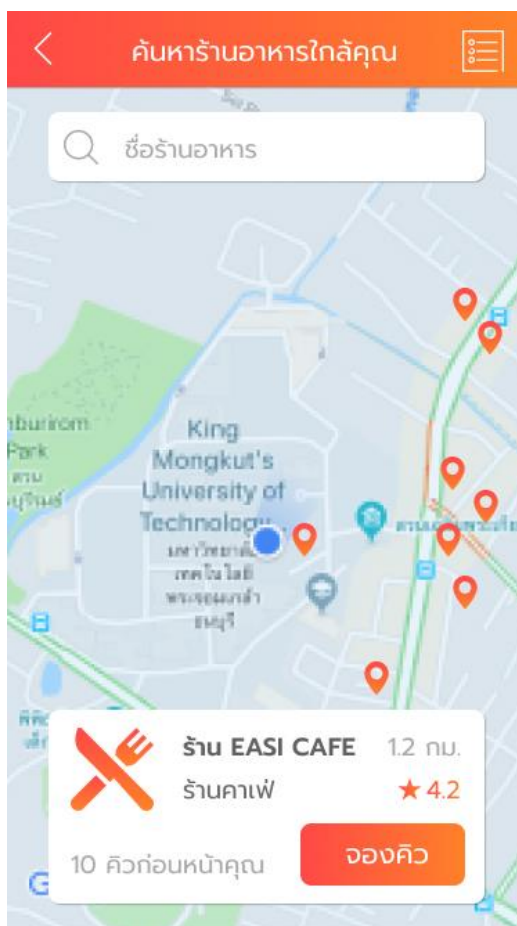 ค้นหาร้านอาหารใกล้คุณ
ชื่อร้านอาหาร
Park
King
Mongkut's
University of
Technology...
มหาวิทยาลัย
เทคโนโลยี
พระจอมเกล้า
ธนบุรี
ร้าน EASI CAFE 1.2 กม.
ร้านคาเฟ่ ★ 4.2
10 คิวก่อนหน้าคุณ จองคิว
G